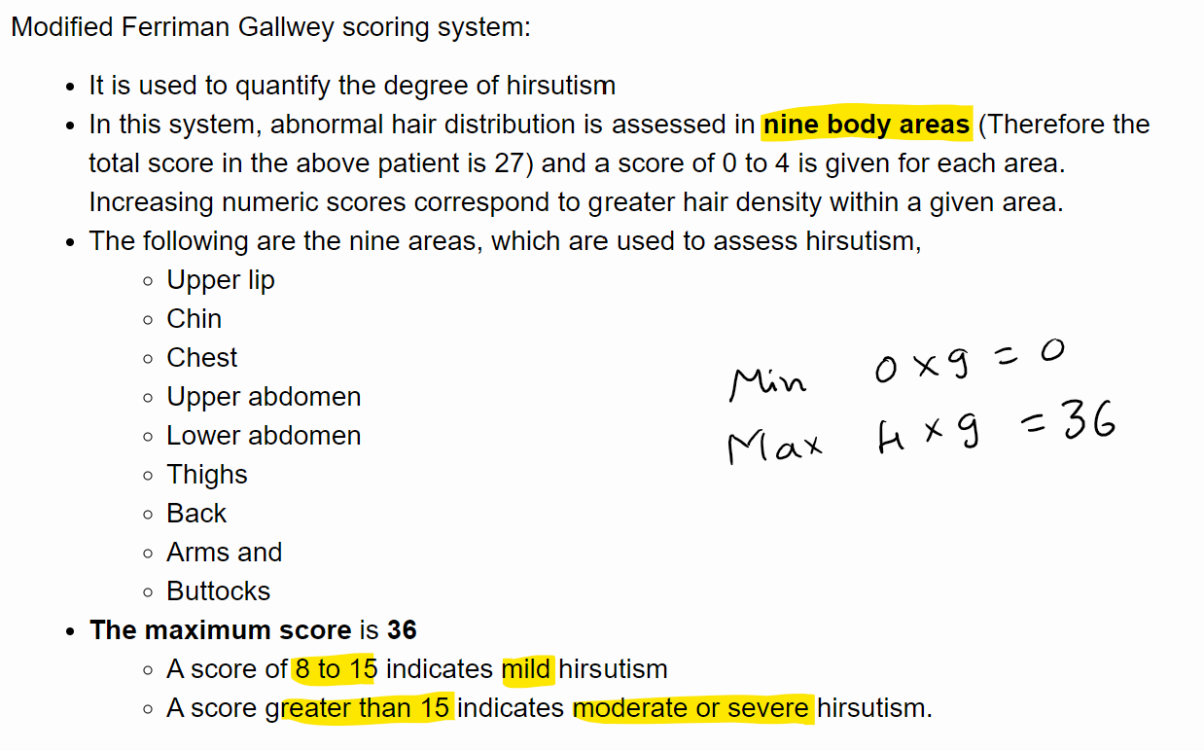 Modified Ferriman Gallwey scoring system:
It is used to quantify the degree of hirsutism
In this system, abnormal hair distribution is assessed in nine body areas (Therefore the
total score in the above patient is 27) and a score of 0 to 4 is given for each area.
Increasing numeric scores correspond to greater hair density within a given area.
The following are the nine areas, which are used to assess hirsutism,
Upper lip
Chin
Chest
Upper abdomen
Lower abdomen
Thighs
Back
Arms and
Buttocks
Min 0 x 9 = 0
Max 4 x 9 = 36
The maximum score is 36
A score of 8 to 15 indicates mild hirsutism
A score greater than 15 indicates moderate or severe hirsutism.